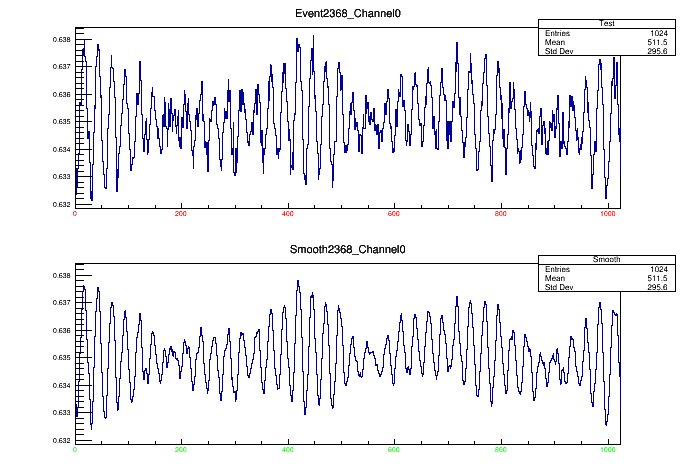 Event2368_Channel0
Test
Entries 1024
Mean 511.5
Std Dev 295.6
0.638
0.637
0.636
0.635
0.634
0.633
0.632
0 200 400 600 800 1000
Smooth2368_Channel0
Smooth
Entries 1024
Mean 511.5
Std Dev 295.6
0.638
0.637
0.636
0.635
0.634
0.633
0.632
0 200 400 600 800 1000